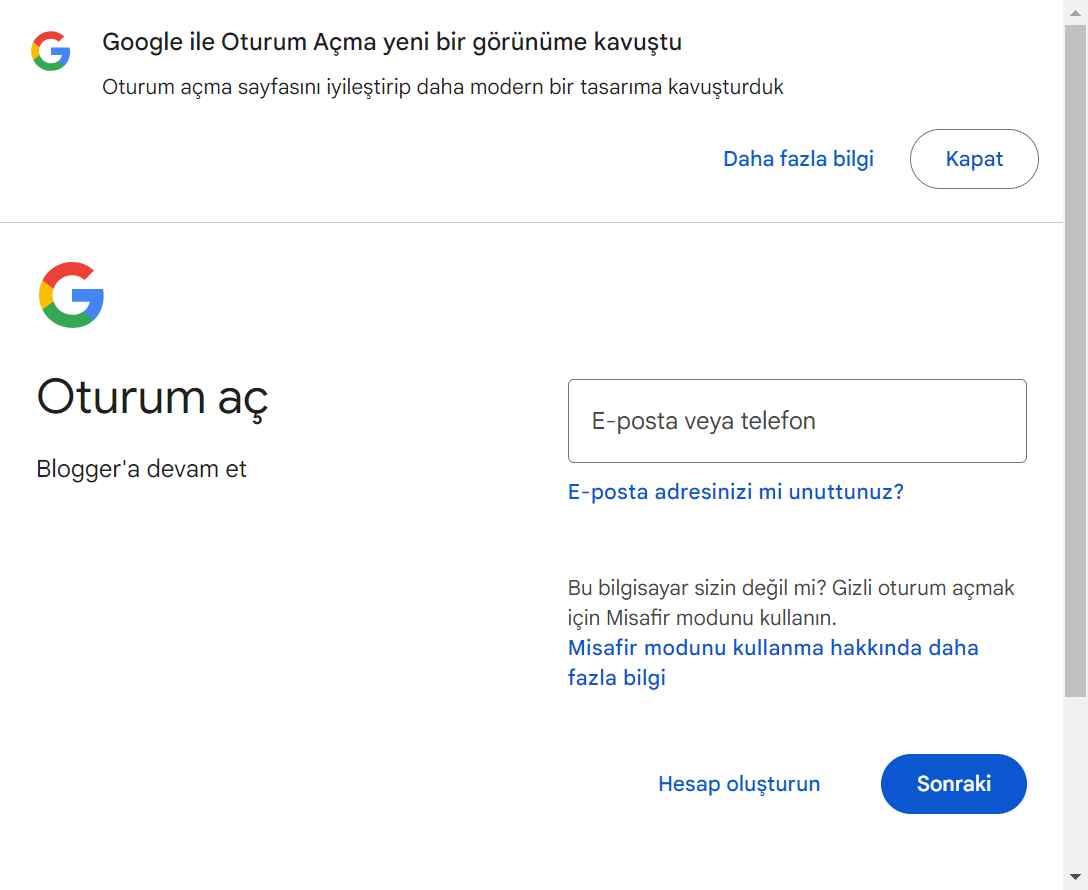 Google ile Oturum Açma yeni bir görünüme kavuştu
Oturum açma sayfasını iyileştirip daha modern bir tasarıma kavuşturduk
Daha fazla bilgi
Kapat
Oturum aç
Blogger'a devam et
E-posta veya telefon
E-posta adresinizi mi unuttunuz?
Bu bilgisayar sizin değil mi? Gizli oturum açmak
için Misafir modunu kullanın.
Misafir modunu kullanma hakkında daha
fazla bilgi
Hesap oluşturun
Sonraki